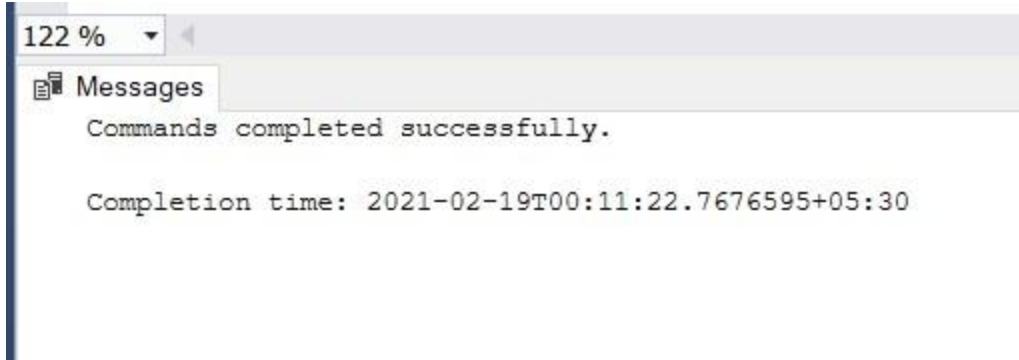 122 %
Messages
Commands completed successfully.
Completion time: 2021-02-19T00:11:22.7676595+05:30